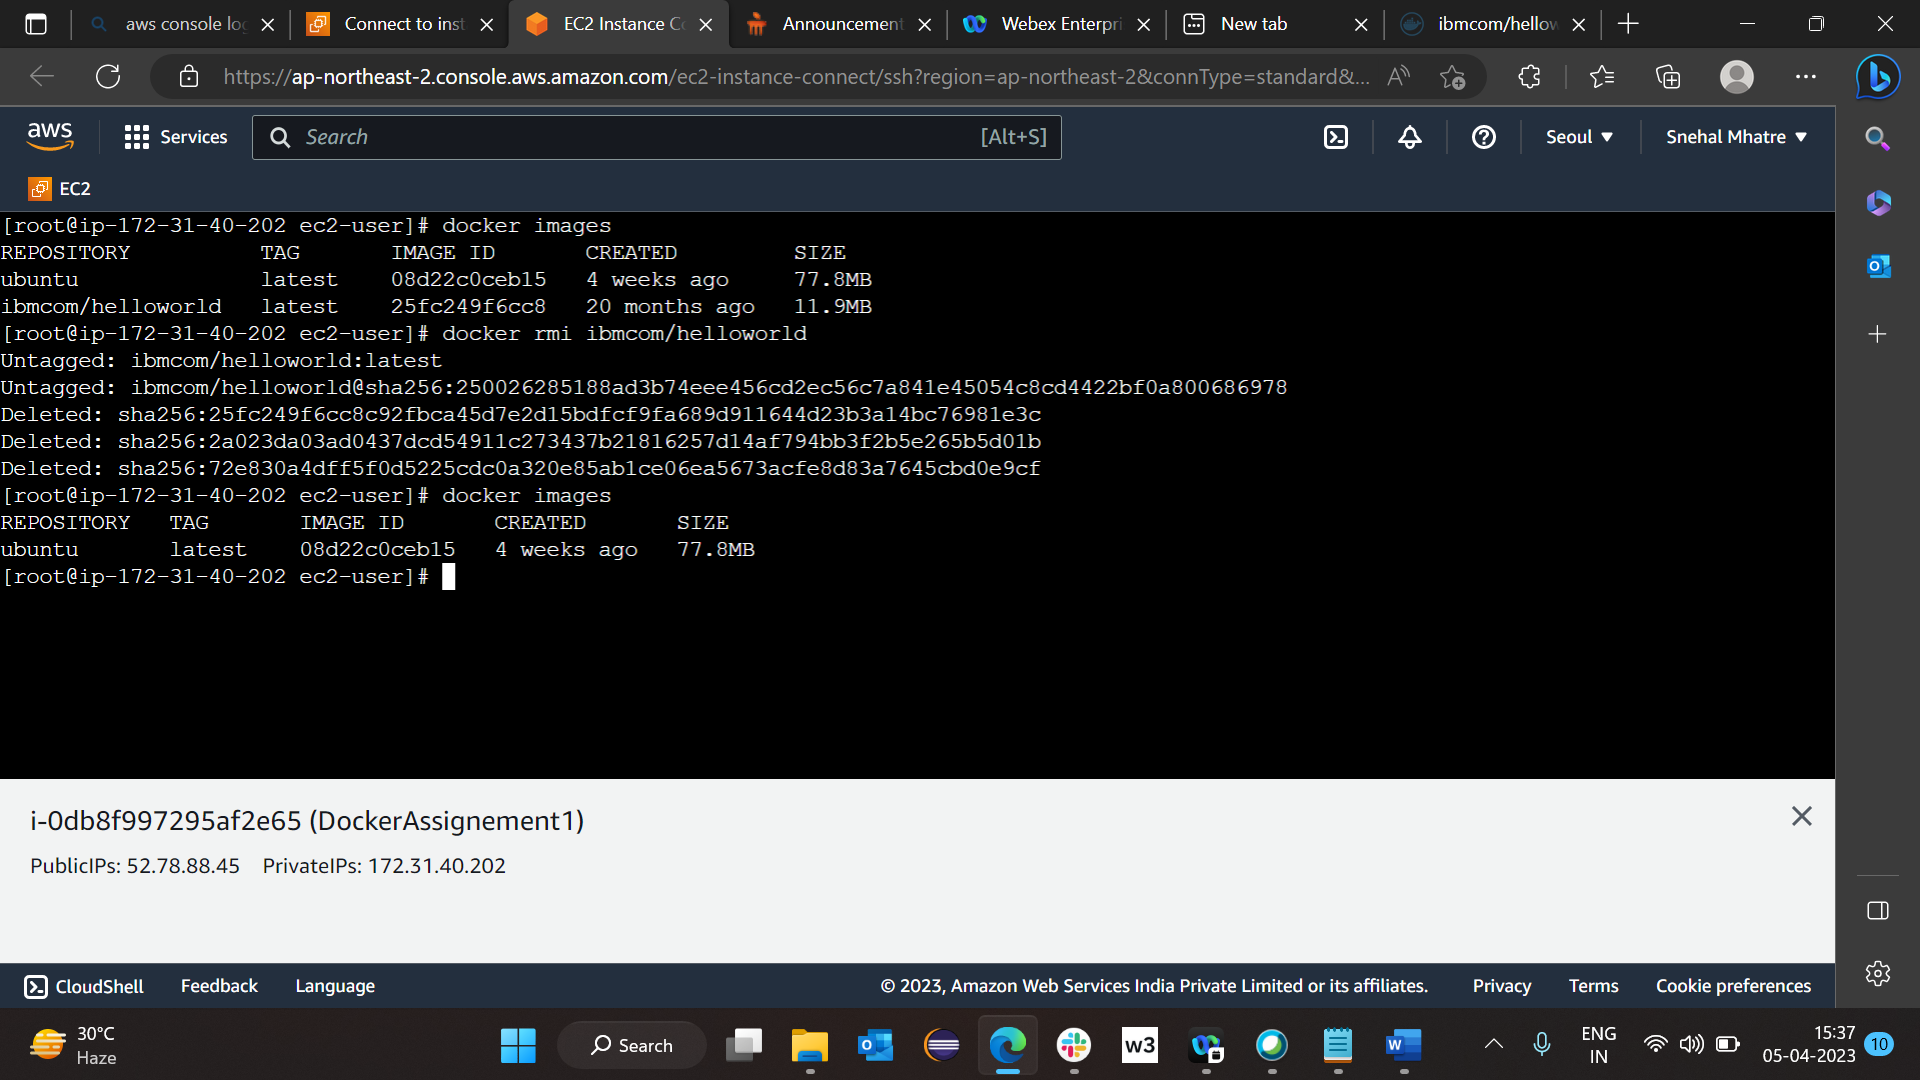 aws console log
Connect to inst
EC2 Instance Co
Announcement
Webex Enterpri
New tab
ibmcom/hellow
https://ap-northeast-2.console.aws.amazon.com/ec2-instance-connect/ssh?region=ap-northeast-2&connType=standard&...
aws
Services
Search
[Alt+S]
Seoul
Snehal Mhatre
EC2
[root@ip-172-31-40-202 ec2-user]# docker images
REPOSITORY TAG IMAGE ID CREATED SIZE
ubuntu latest 08d22c0ceb15 4 weeks ago 77.8MB
ibmcom/helloworld latest 25fc249f6cc8 20 months ago 11.9MB
[root@ip-172-31-40-202 ec2-user]# docker rmi ibmcom/helloworld
Untagged: ibmcom/helloworld:latest
Untagged: ibmcom/helloworld@sha256:250026285188ad3b74eee456cd2ec56c7a841e45054c8cd4422bf0a800686978
Deleted: sha256:25fc249f6cc8c92fbca45d7e2d15bdfcf9fa689d911644d23b3a14bc76981e3c
Deleted: sha256:2a023da03ad0437dcd54911c273437b21816257d14af794bb3f2b5e265b5d01b
Deleted: sha256:72e830a4dff5f0d5225cdc0a320e85ab1ce06ea5673acfe8d83a7645cbd0e9cf
[root@ip-172-31-40-202 ec2-user]# docker images
REPOSITORY TAG IMAGE ID CREATED SIZE
ubuntu latest 08d22c0ceb15 4 weeks ago 77.8MB
[root@ip-172-31-40-202 ec2-user]#
i-0db8f997295af2e65 (DockerAssignement1)
PublicIPs: 52.78.88.45 PrivateIPs: 172.31.40.202
CloudShell
Feedback
Language
© 2023, Amazon Web Services India Private Limited or its affiliates.
Privacy
Terms
Cookie preferences
30°C
Haze
Search
w3
ENG
IN
15:37
05-04-2023
10